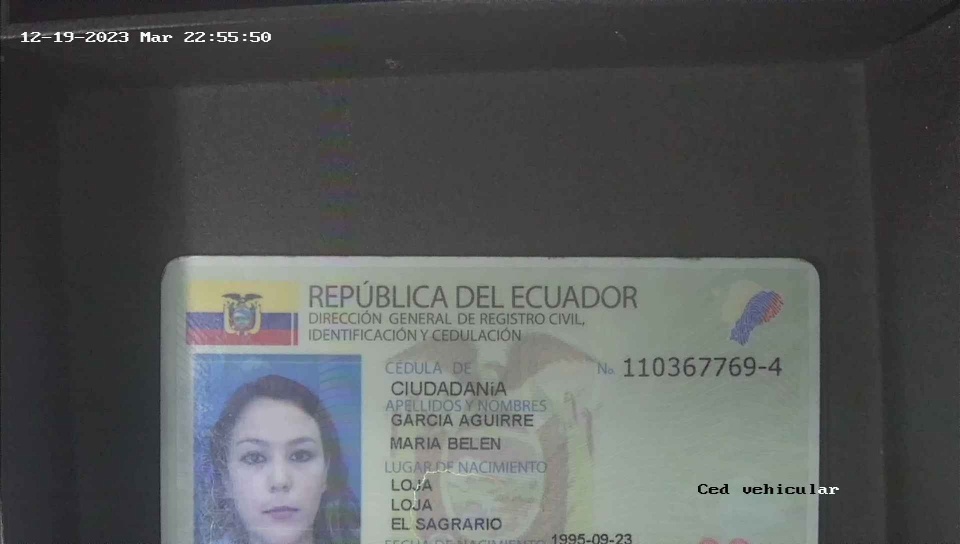 12-19-2023 Mar 22:55:50
REPÚBLICA DEL ECUADOR
DIRECCIÓN GENERAL DE REGISTRO CIVIL,
IDENTIFICACIÓN Y CEDULACIÓN
CÉDULA DE No. 110367769-4
CIUDADANíA
APELLIDOS Y NOMBRES
GARCIA AGUIRRE
MARIA BELEN
LUGAR DE NACIMIENTO
LOJA
LOJA
EL SAGRARIO
FECHA DE NACIMIENTO 1995-09-23
Ced vehicular